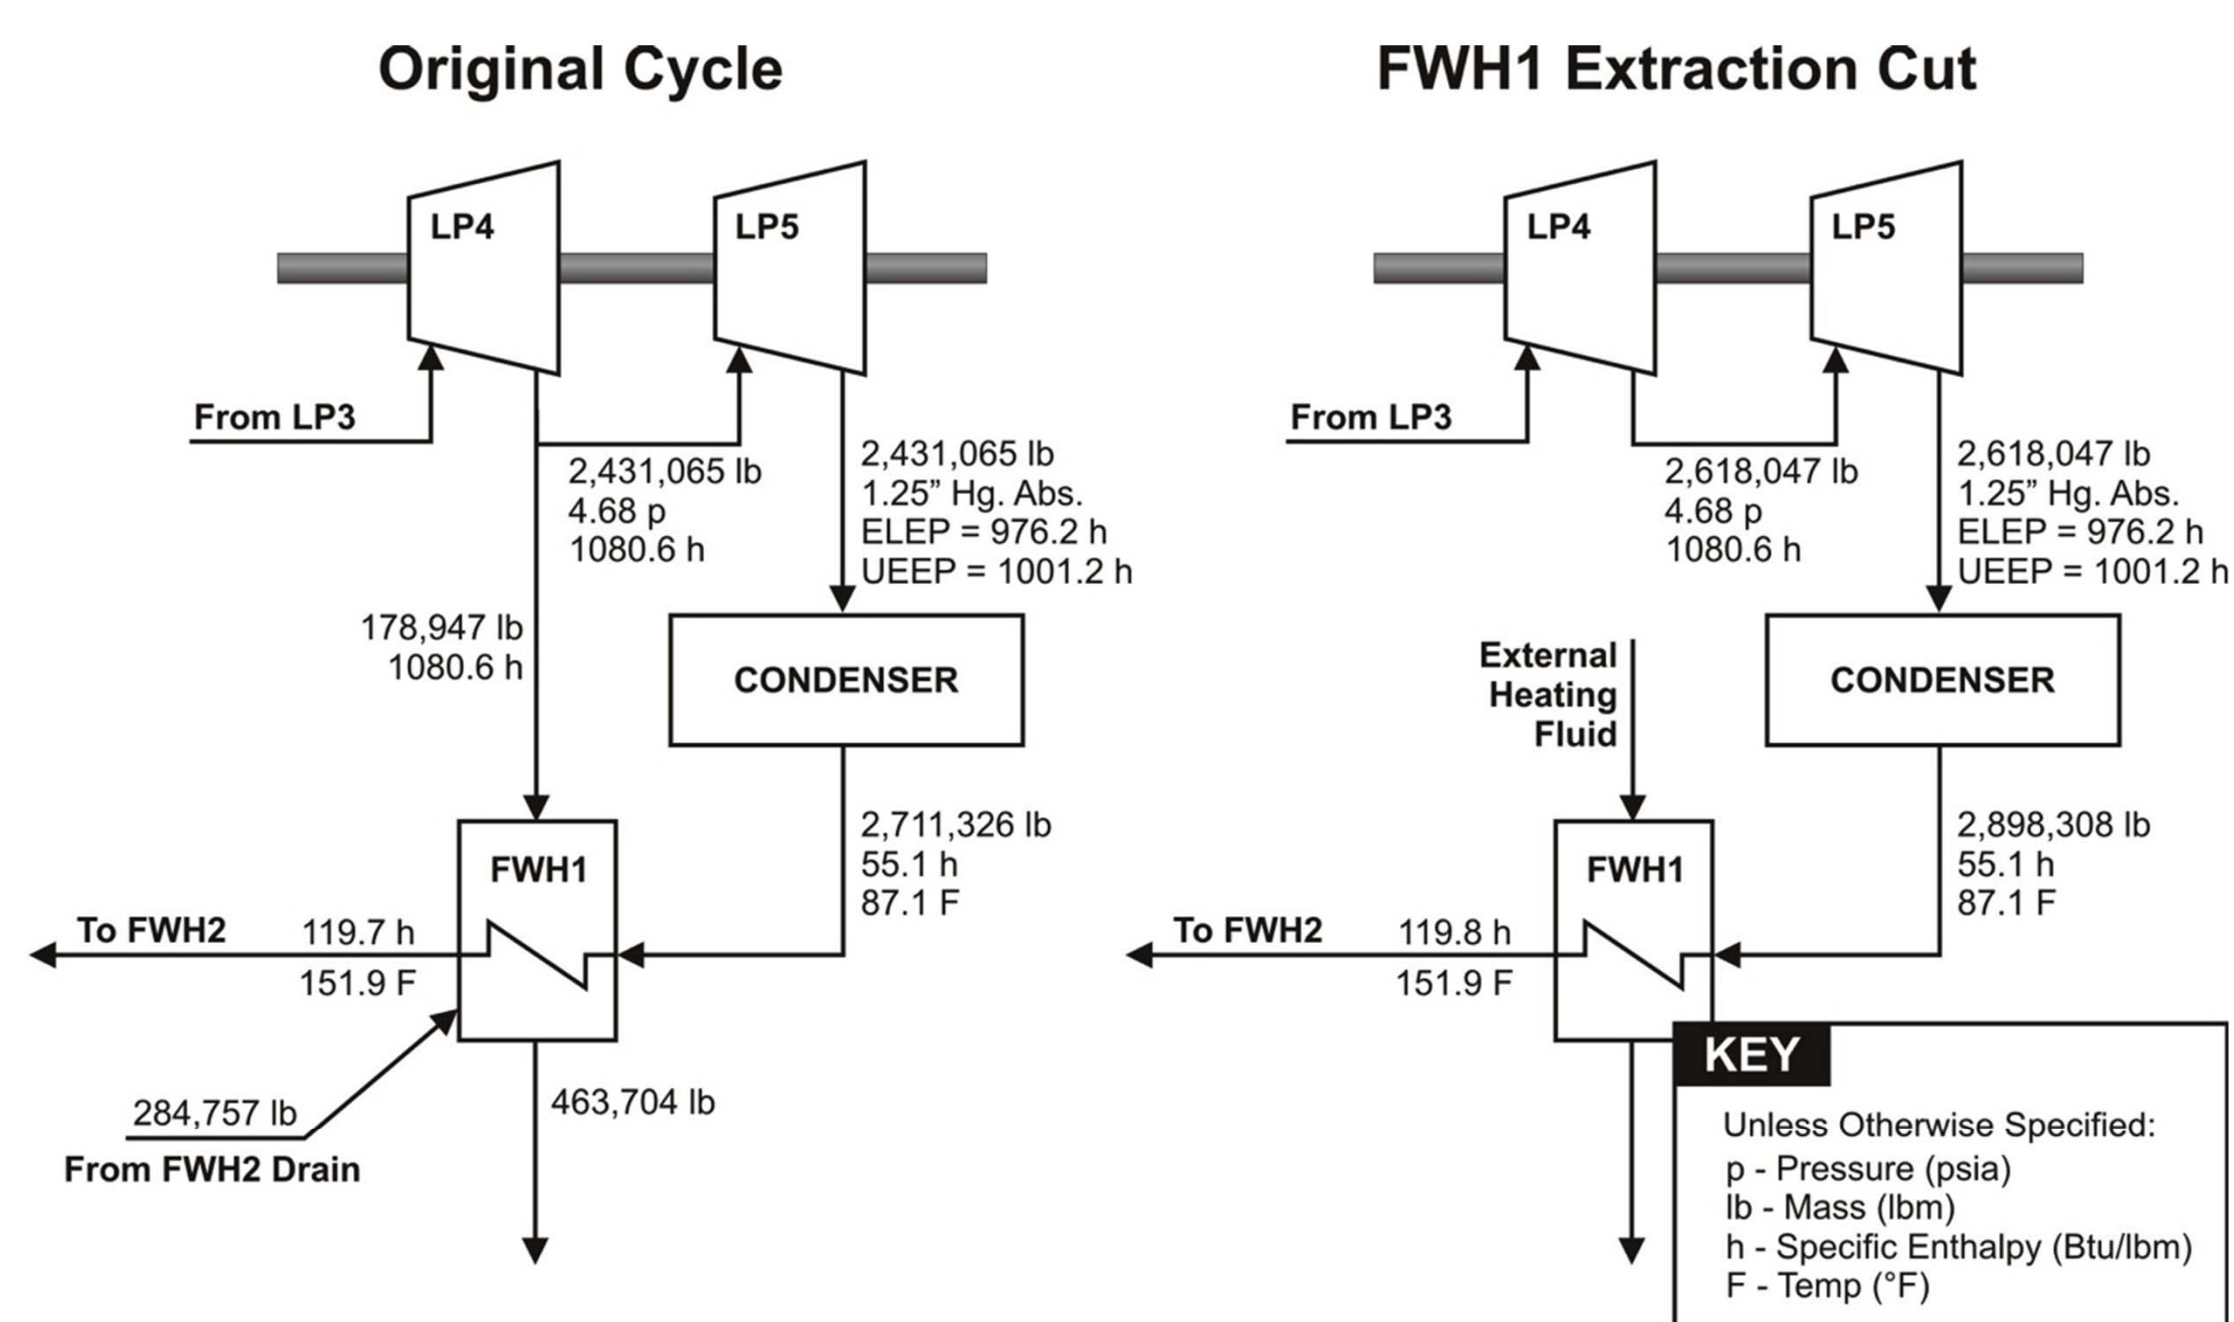 Original Cycle
LP4
LP5
From LP3
2,431,065 lb
4.68 p
1080.6 h
2,431,065 lb
1.25” Hg. Abs.
ELEP = 976.2 h
UEEP = 1001.2 h
178,947 lb
1080.6 h
CONDENSER
FWH1
2,711,326 lb
55.1 h
87.1 F
To FWH2
119.7 h
151.9 F
284,757 lb
From FWH2 Drain
463,704 lb
FWH1 Extraction Cut
LP4
LP5
From LP3
2,618,047 lb
4.68 p
1080.6 h
2,618,047 lb
1.25” Hg. Abs.
ELEP = 976.2 h
UEEP = 1001.2 h
External
Heating
Fluid
CONDENSER
FWH1
2,898,308 lb
55.1 h
87.1 F
To FWH2
119.8 h
151.9 F
KEY
Unless Otherwise Specified:
p - Pressure (psia)
lb - Mass (lbm)
h - Specific Enthalpy (Btu/lbm)
F - Temp (°F)